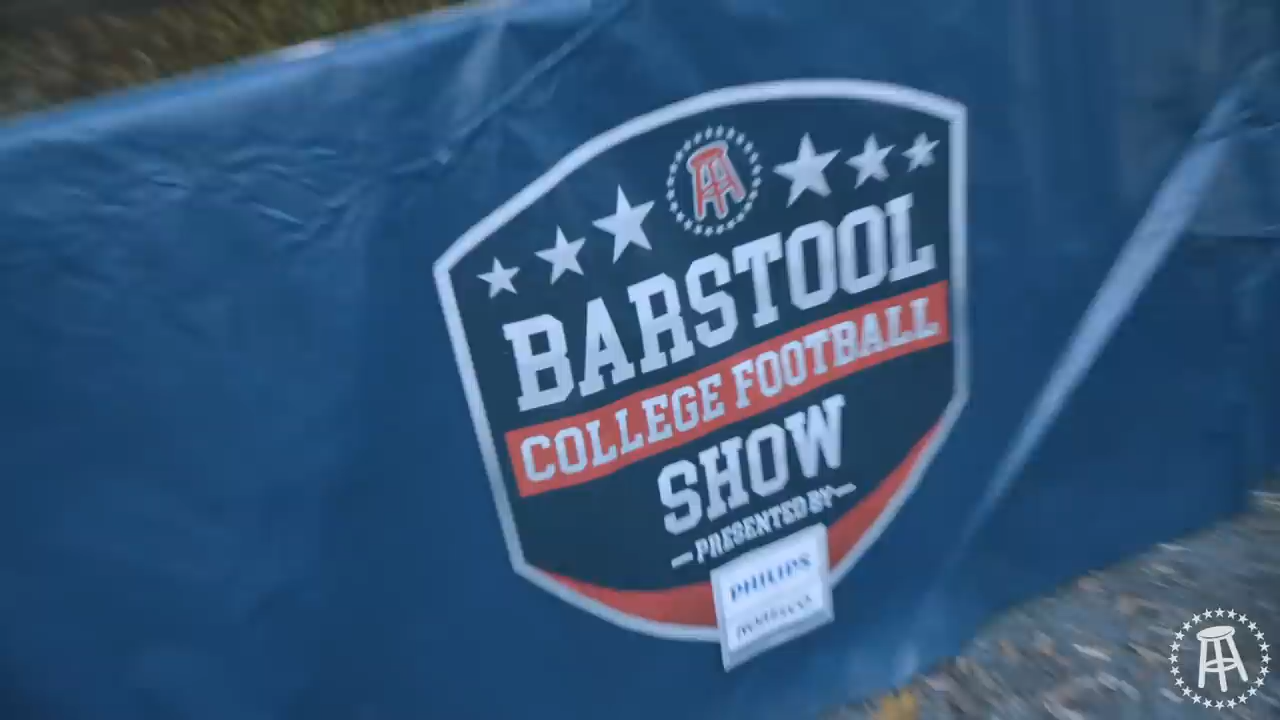 BARSTOOL
COLLEGE FOOTBALL
SHOW
—PRESENTED BY—
PHILIPS